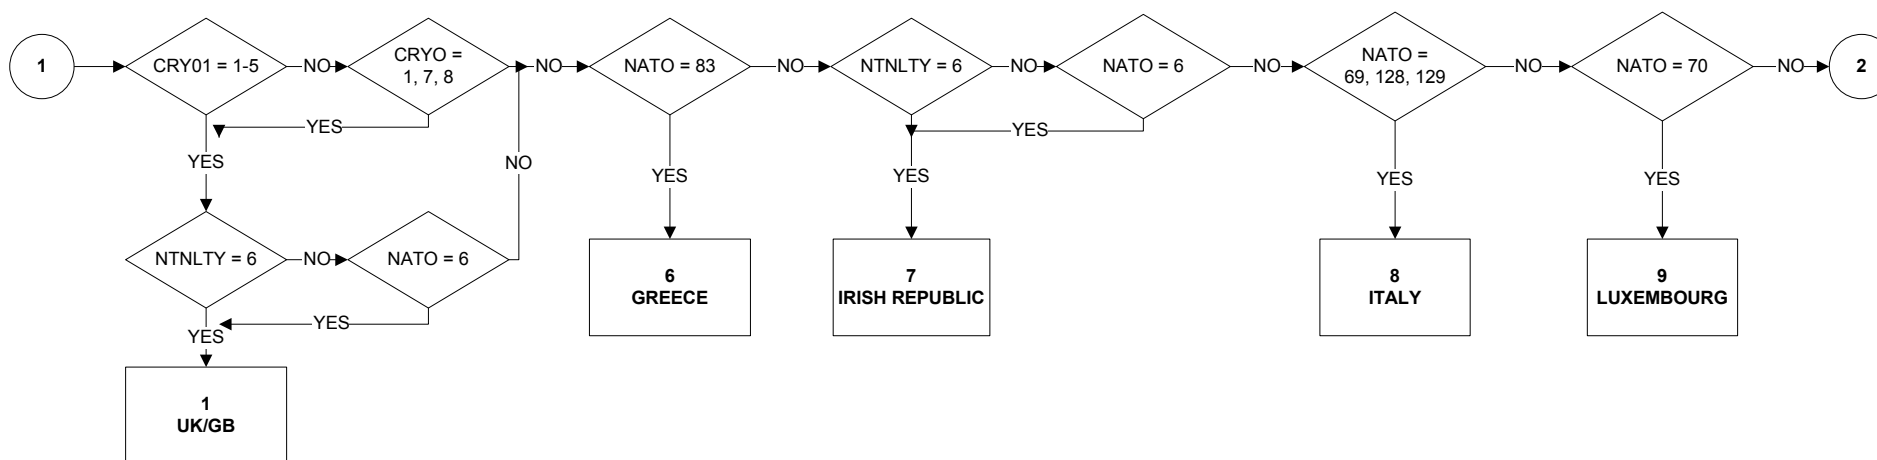 1
CRY01 = 1-5
NO
CRYO =
1, 7, 8
NO
NATO = 83
NO
NTNLTY = 6
NO
NATO = 6
NO
NATO =
69, 128, 129
NO
NATO = 70
NO
2
YES
YES
YES
NO
YES
YES
YES
YES
NTNLTY = 6
NO
NATO = 6
YES
YES
6
GREECE
7
IRISH REPUBLIC
8
ITALY
9
LUXEMBOURG
1
UK/GB